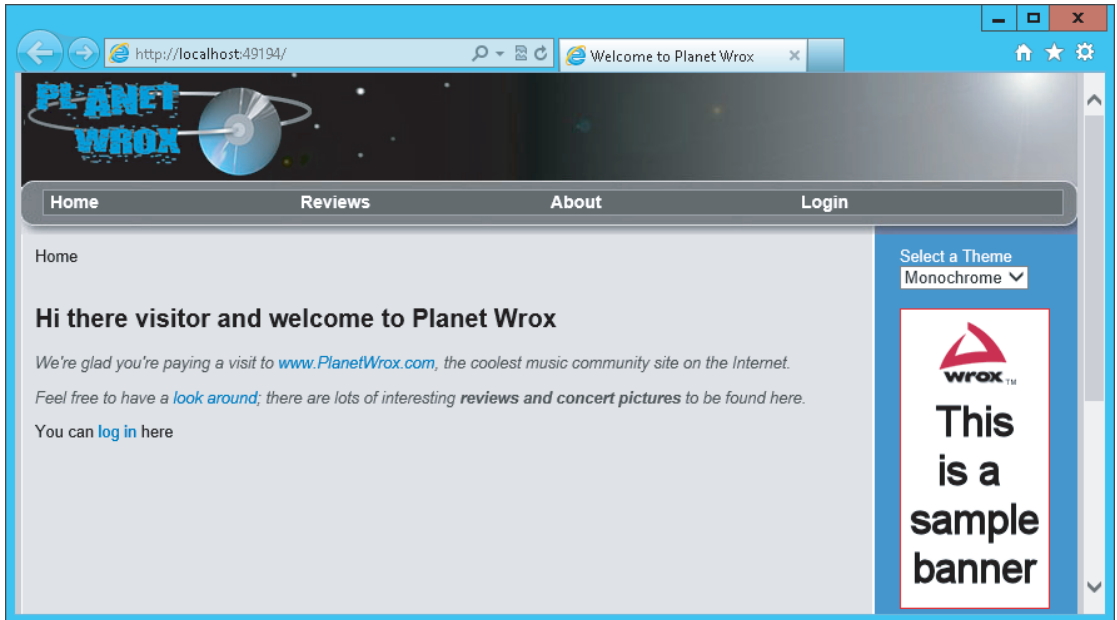 http://localhost:49194/
Welcome to Planet Wrox
PLANET
WROX
Home
Reviews
About
Login
Home
Select a Theme
Monochrome
Hi there visitor and welcome to Planet Wrox
We're glad you're paying a visit to www.PlanetWrox.com, the coolest music community site on the Internet.
Feel free to have a look around; there are lots of interesting reviews and concert pictures to be found here.
You can log in here
wrox TM
This
is a
sample
banner